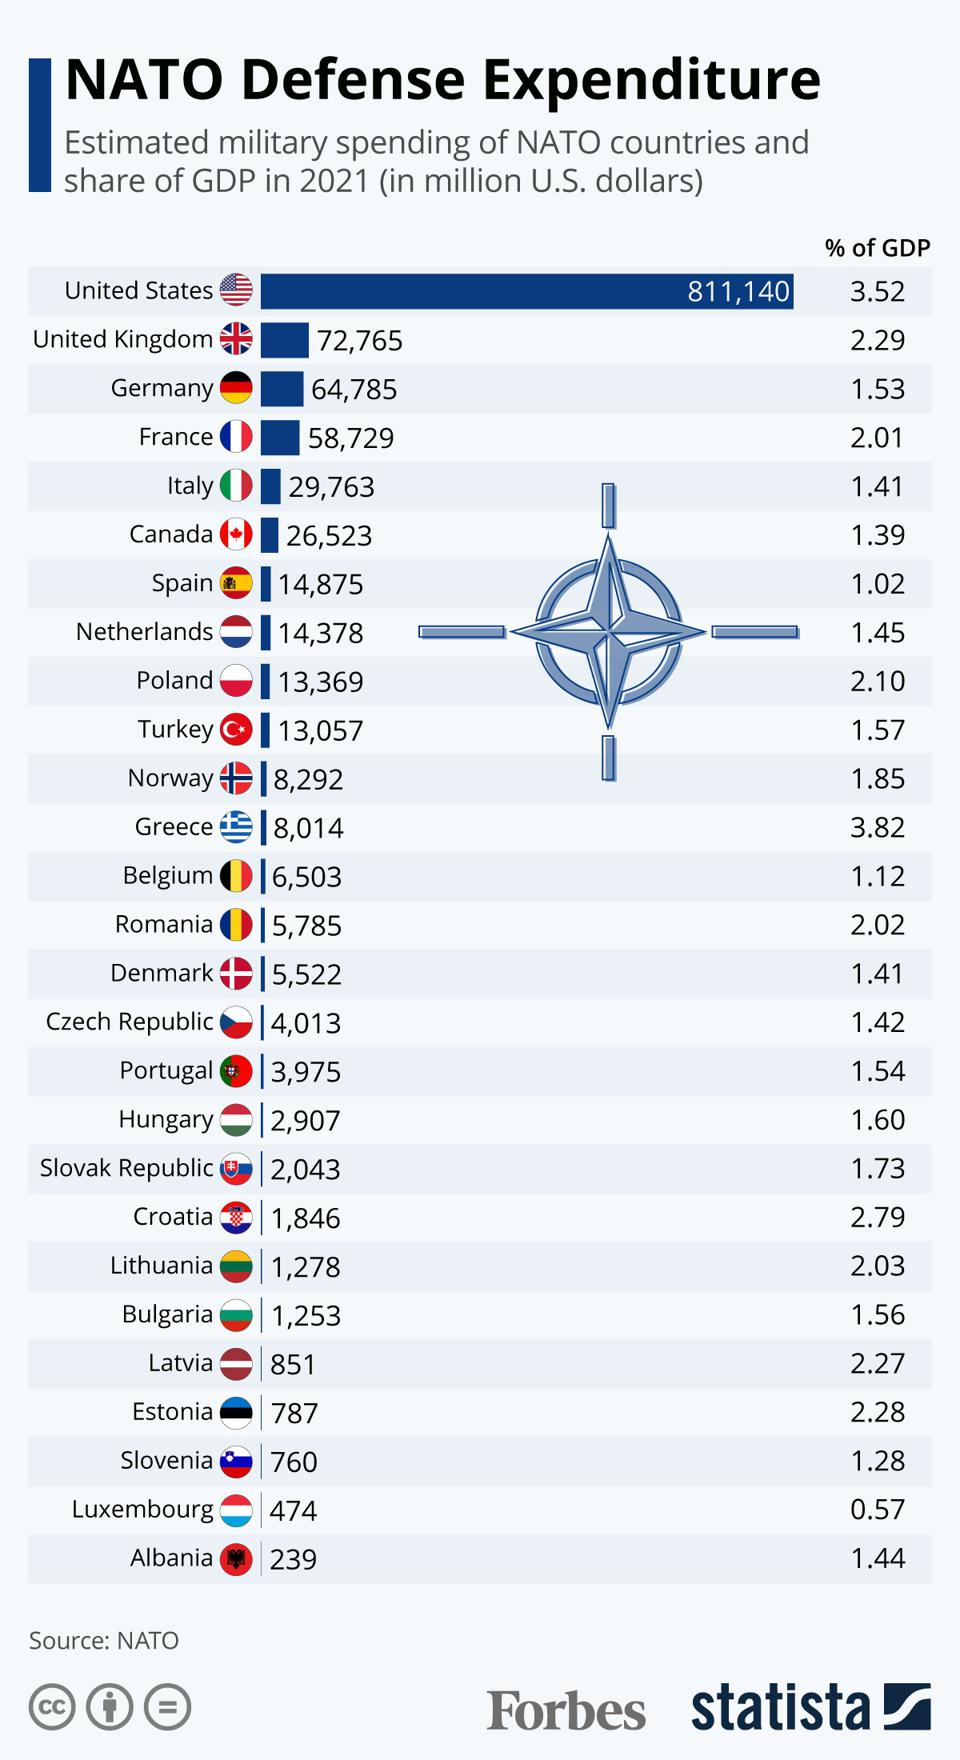 NATO Defense Expenditure
Estimated military spending of NATO countries and
share of GDP in 2021 (in million U.S. dollars)
% of GDP
United States 811,140 3.52
United Kingdom 72,765 2.29
Germany 64,785 1.53
France 58,729 2.01
Italy 29,763 1.41
Canada 26,523 1.39
Spain 14,875 1.02
Netherlands 14,378 1.45
Poland 13,369 2.10
Turkey 13,057 1.57
Norway 8,292 1.85
Greece 8,014 3.82
Belgium 6,503 1.12
Romania 5,785 2.02
Denmark 5,522 1.41
Czech Republic 4,013 1.42
Portugal 3,975 1.54
Hungary 2,907 1.60
Slovak Republic 2,043 1.73
Croatia 1,846 2.79
Lithuania 1,278 2.03
Bulgaria 1,253 1.56
Latvia 851 2.27
Estonia 787 2.28
Slovenia 760 1.28
Luxembourg 474 0.57
Albania 239 1.44
Source: NATO
cc Forbes statista